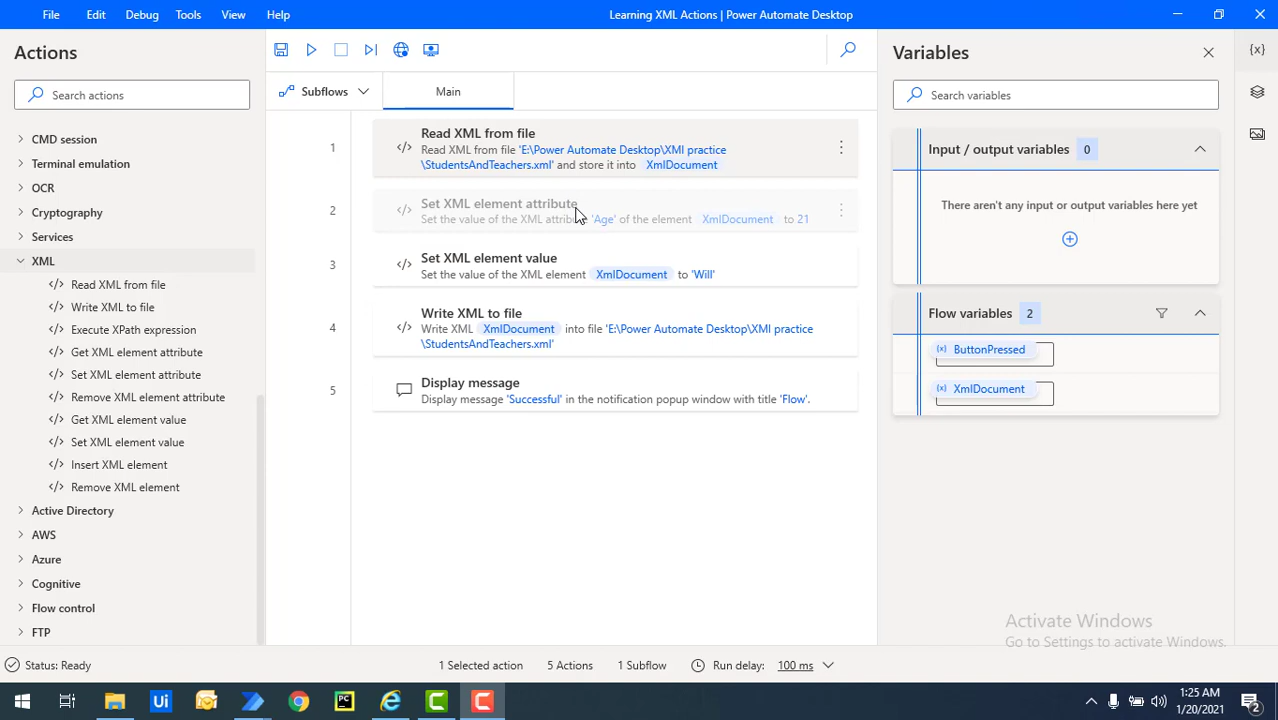 File Edit Debug Tools View Help
Learning XML Actions | Power Automate Desktop
Actions
Search actions
CMD session
Terminal emulation
OCR
Cryptography
Services
XML
Read XML from file
Write XML to file
Execute XPath expression
Get XML element attribute
Set XML element attribute
Remove XML element attribute
Get XML element value
Set XML element value
Insert XML element
Remove XML element
Active Directory
AWS
Azure
Cognitive
Flow control
FTP
Subflows
Main
1
Read XML from file
Read XML from file 'E:\Power Automate Desktop\XMl practice
\StudentsAndTeachers.xml' and store it into XmlDocument
2
Set XML element attribute
Set the value of the XML attribute 'Age' of the element XmlDocument to 21
3
Set XML element value
Set the value of the XML element XmlDocument to 'Will'
4
Write XML to file
Write XML XmlDocument into file 'E:\Power Automate Desktop\XMl practice
\StudentsAndTeachers.xml'
5
Display message
Display message 'Successful' in the notification popup window with title 'Flow'.
Variables
{x}
Search variables
Input / output variables 0
There aren't any input or output variables here yet
Flow variables 2
(x) ButtonPressed
(x) XmlDocument
Activate Windows
Go to Settings to activate Windows.
Status: Ready
1 Selected action
5 Actions
1 Subflow
Run delay: 100 ms
Ui
PC
C
C
1:25 AM
1/20/2021
2